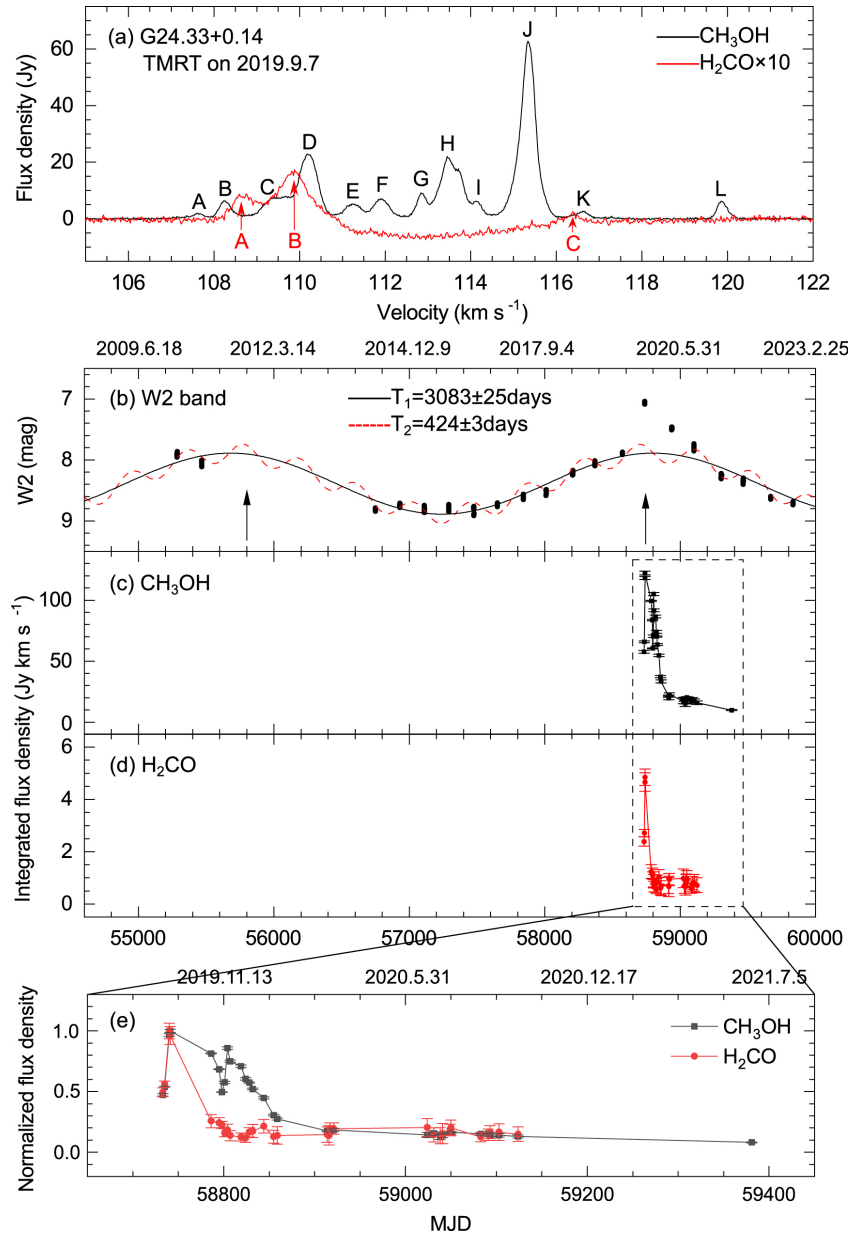 (a) G24.33+0.14
TMRT on 2019.9.7
CH₃OH
H₂CO×10
A B C D E F G H I J K L
A B C
Flux density (Jy)
60
40
20
0
106 108 110 112 114 116 118 120 122
Velocity (km s⁻¹)
2009.6.18 2012.3.14 2014.12.9 2017.9.4 2020.5.31 2023.2.25
(b) W2 band
T₁=3083±25days
T₂=424±3days
W2 (mag)
7
8
9
(c) CH₃OH
100
50
0
Integrated flux density (Jy km s⁻¹)
(d) H₂CO
6
4
2
0
55000 56000 57000 58000 59000 60000
2019.11.13 2020.5.31 2020.12.17 2021.7.5
(e)
CH₃OH
H₂CO
Normalized flux density
1.0
0.5
0.0
58800 59000 59200 59400
MJD